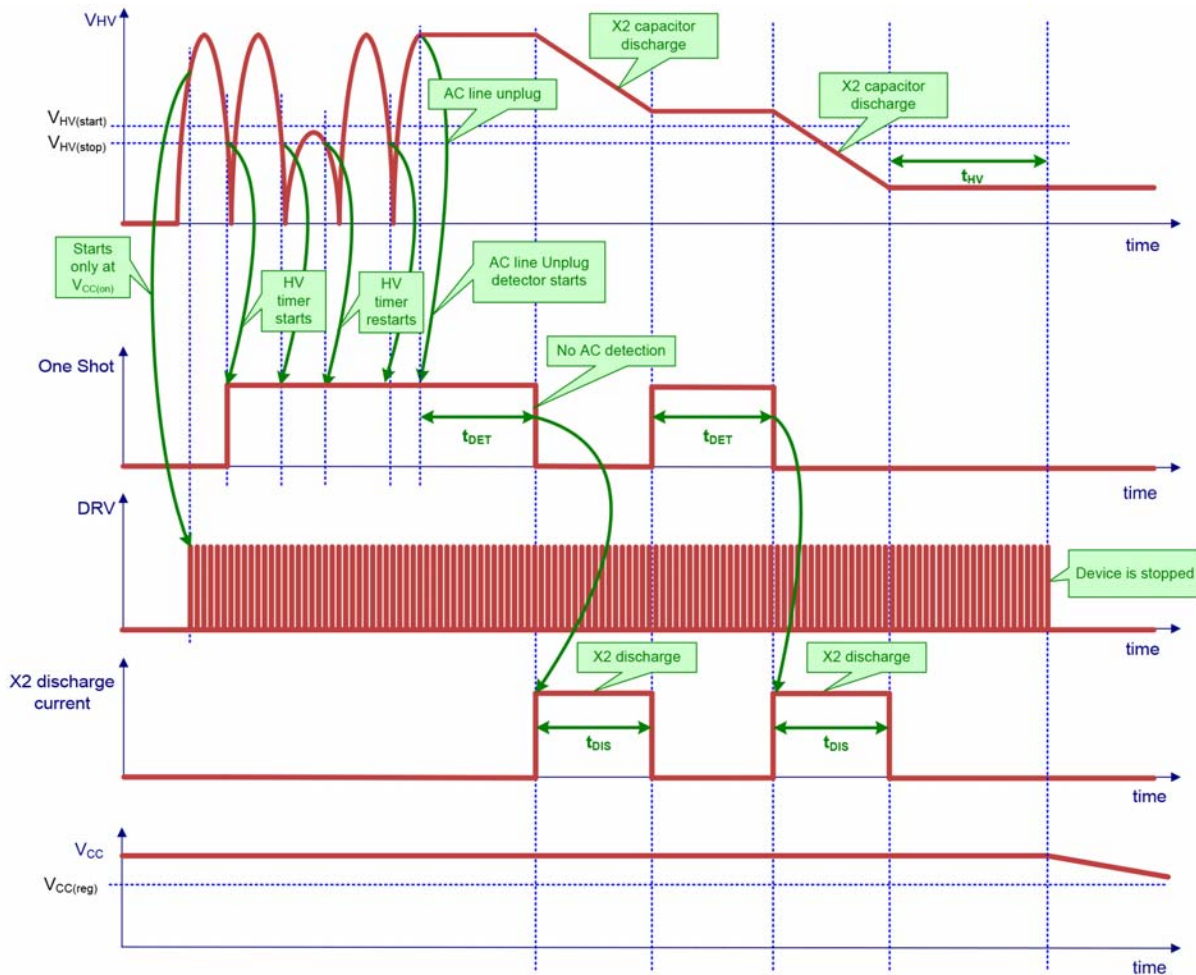 VHV
VHV(start)
VHV(stop)
X2 capacitor
discharge
AC line unplug
X2 capacitor
discharge
tHV
time
Starts
only at
VCC(on)
HV
timer
starts
HV
timer
restarts
AC line Unplug
detector starts
One Shot
No AC detection
tDET
tDET
time
DRV
Device is stopped
time
X2 discharge
current
X2 discharge
X2 discharge
tDIS
tDIS
time
VCC
VCC(reg)
time